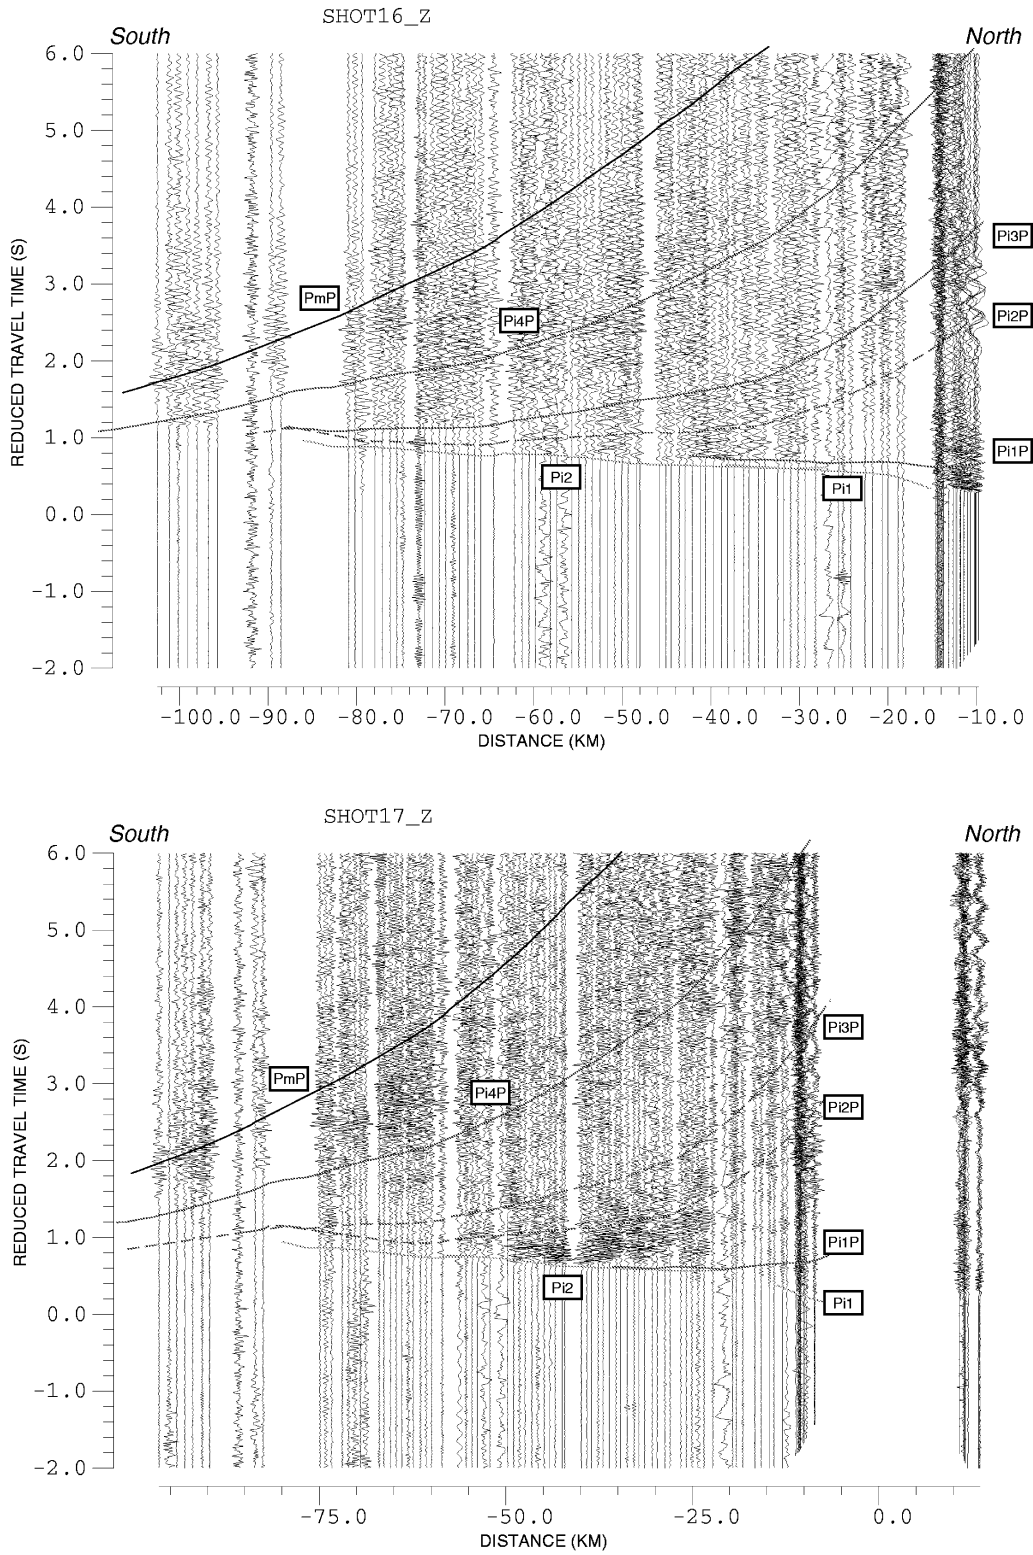 SHOT16_Z
South North
6.0
5.0
4.0
Pi3P
3.0
PmP
Pi2P
Pi4P
2.0
1.0
Pi1P
Pi2
Pi1
0.0
-1.0
-2.0
REDUCED TRAVEL TIME (S)
-100.0 -90.0 -80.0 -70.0 -60.0 -50.0 -40.0 -30.0 -20.0 -10.0
DISTANCE (KM)
SHOT17_Z
South North
6.0
5.0
4.0
Pi3P
3.0
PmP
Pi4P
Pi2P
2.0
1.0
Pi1P
Pi2
Pi1
0.0
-1.0
-2.0
REDUCED TRAVEL TIME (S)
-75.0 -50.0 -25.0 0.0
DISTANCE (KM)